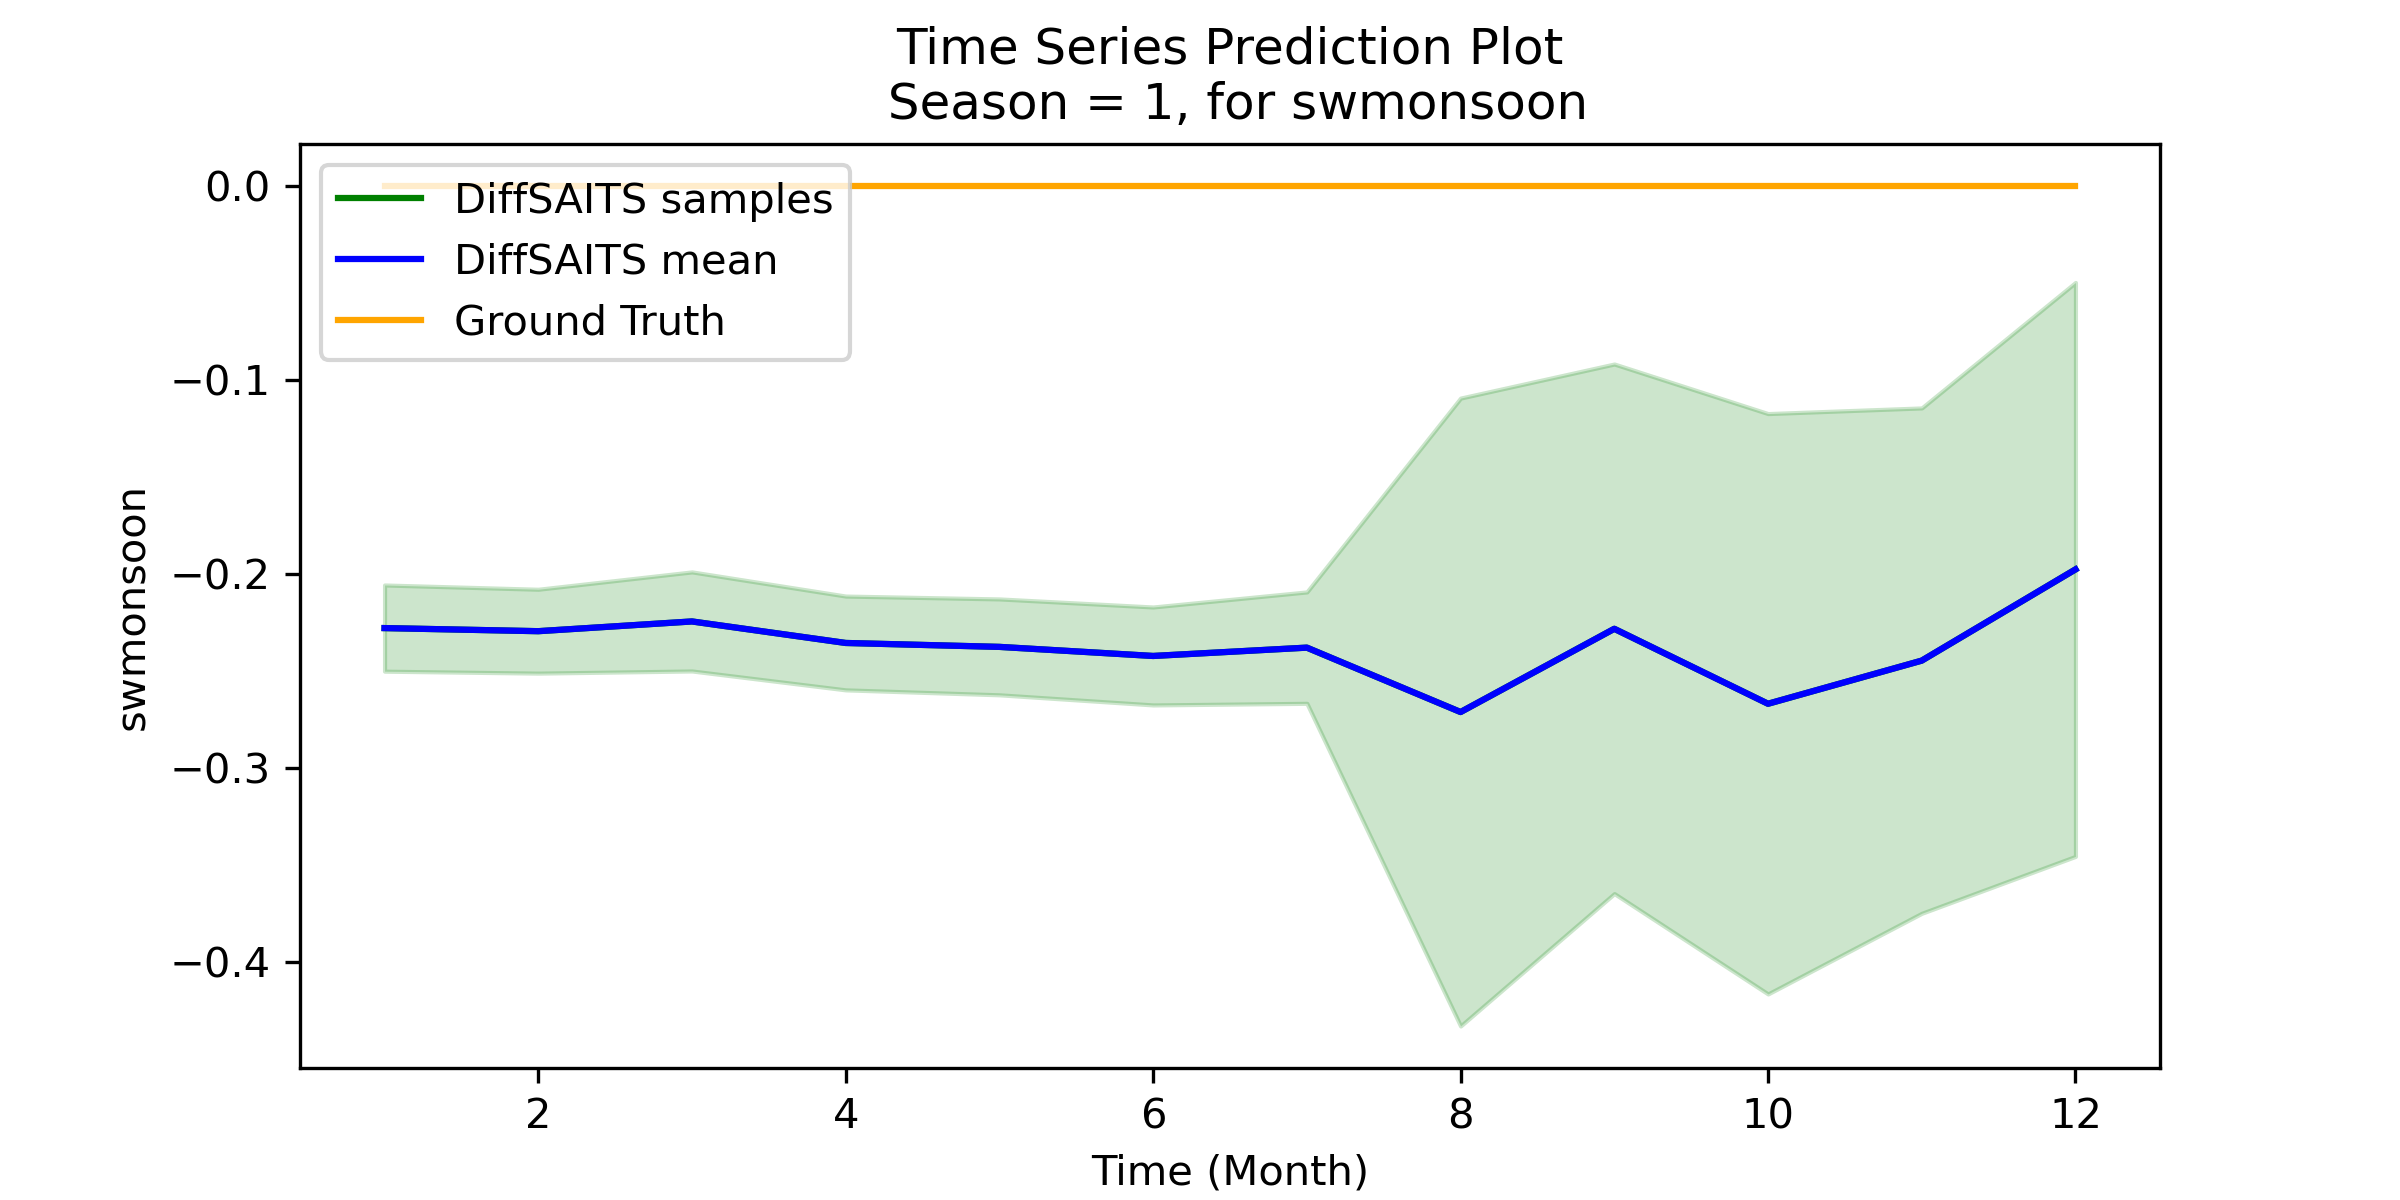 Time Series Prediction Plot
Season = 1, for swmonsoon
DiffSAITS samples
DiffSAITS mean
Ground Truth
swmonsoon
0.0
−0.1
−0.2
−0.3
−0.4
2 4 6 8 10 12
Time (Month)